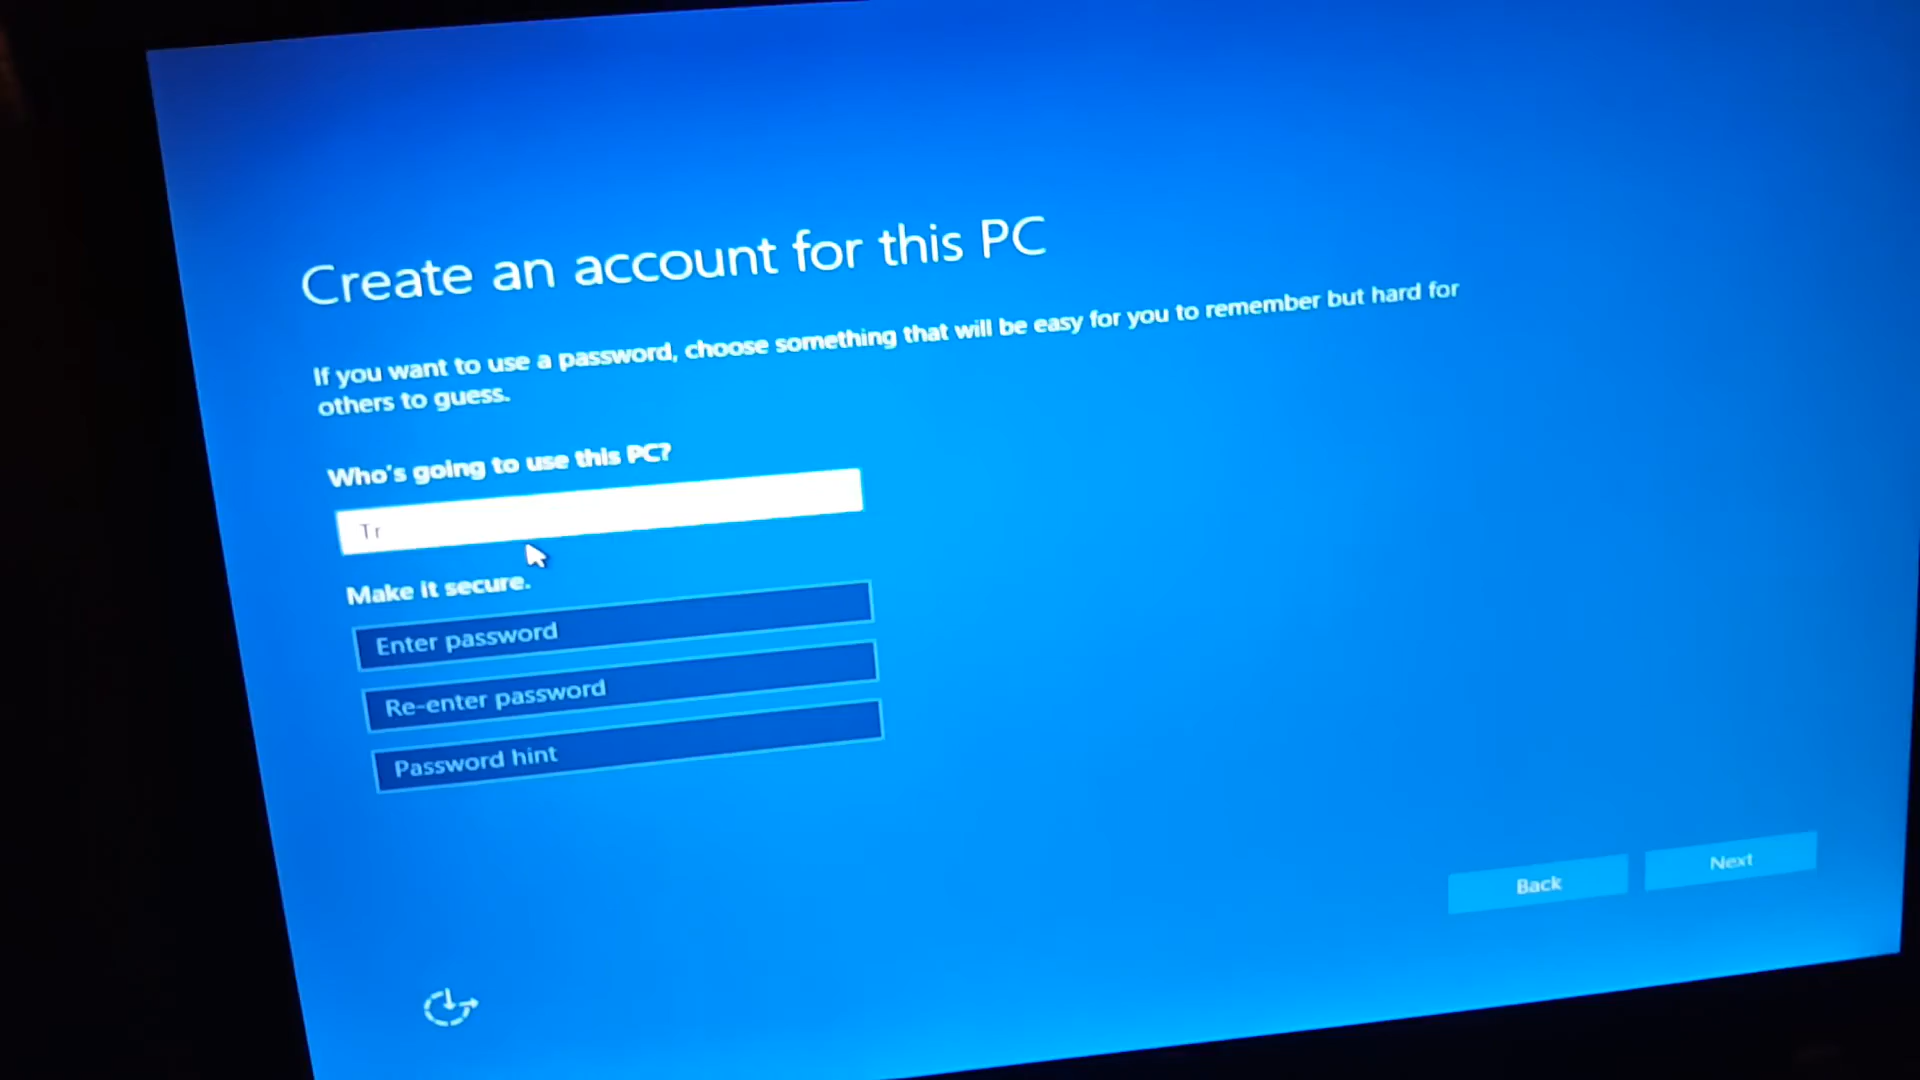 Create an account for this PC
If you want to use a password, choose something that will be easy for you to remember but hard for
others to guess.
Who's going to use this PC?
Tr
Make it secure.
Enter password
Re-enter password
Password hint
Back
Next